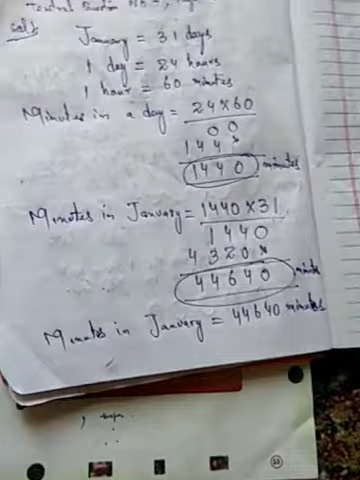 Sol:)
January = 31 days
1 day = 24 hours
1 hour = 60 minutes
Minutes in a day = 24×60
00
144*
1440 minutes
Minutes in January = 1440×31
1440
4320*
44640 minutes
Minutes in January = 44640 minutes